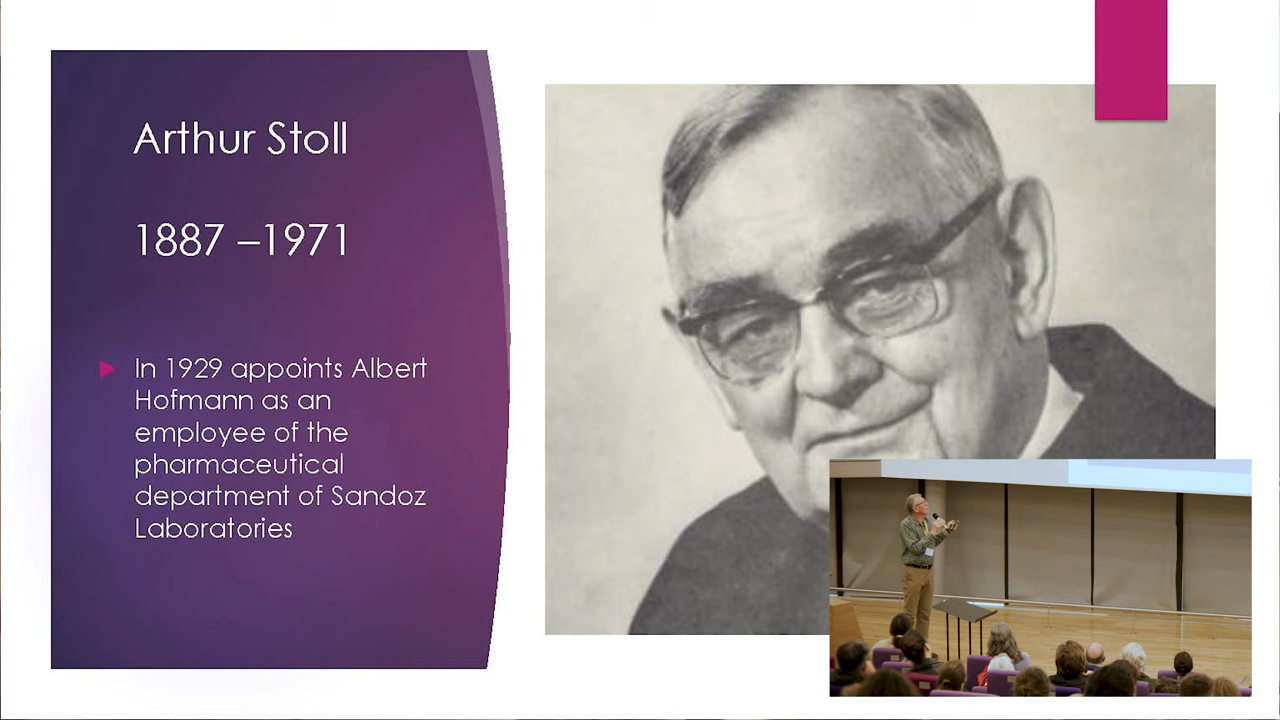 Arthur Stoll
1887 –1971
In 1929 appoints Albert
Hofmann as an
employee of the
pharmaceutical
department of Sandoz
Laboratories